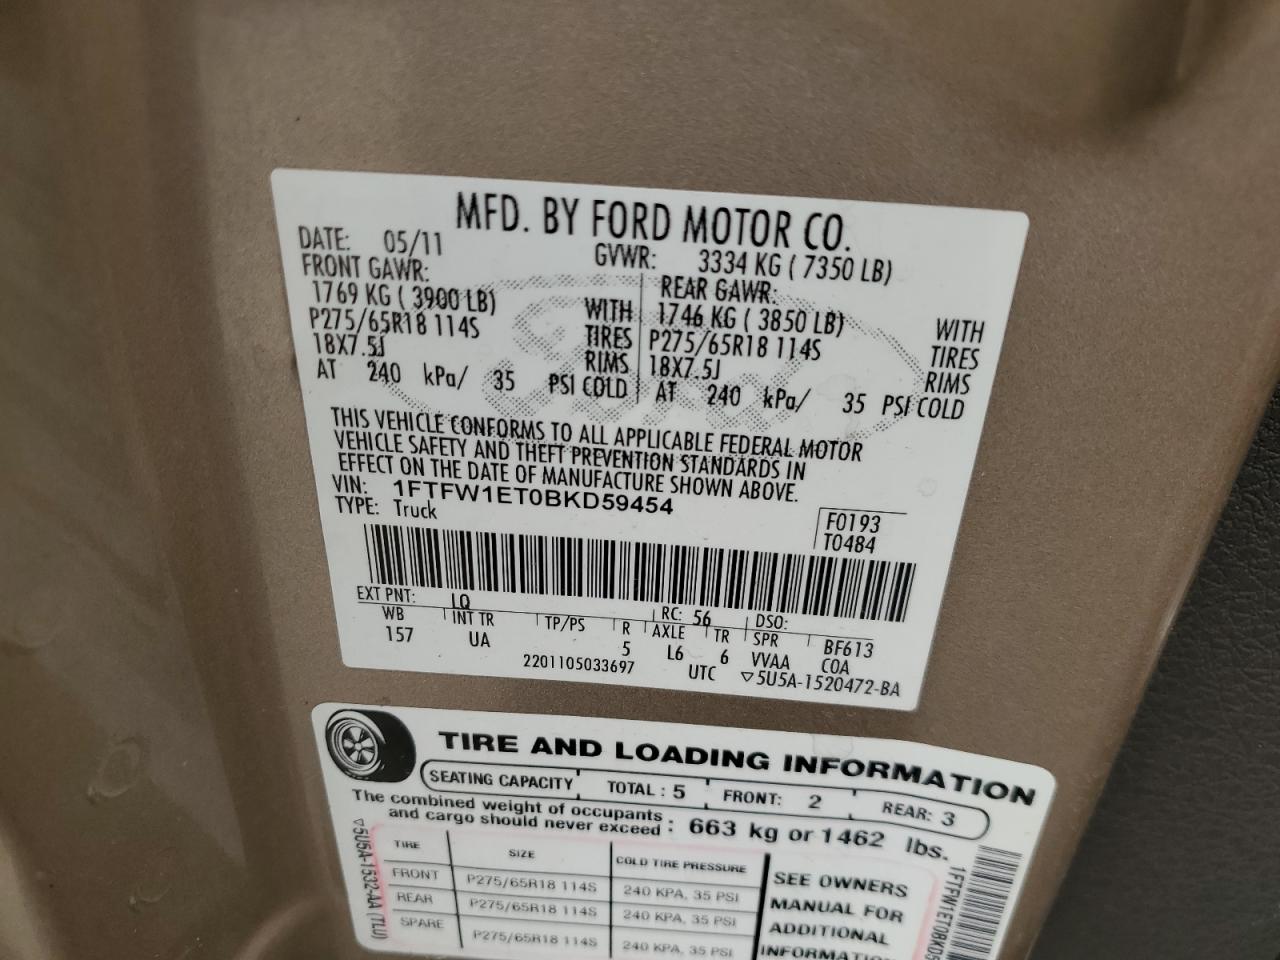 MFD. BY FORD MOTOR CO.
DATE: 05/11 GVWR: 3334 KG ( 7350 LB)
FRONT GAWR: REAR GAWR:
1769 KG ( 3900 LB) WITH 1746 KG ( 3850 LB) WITH
P275/65R18 114S TIRES P275/65R18 114S TIRES
18X7.5J RIMS 18X7.5J RIMS
AT 240 kPa/ 35 PSI COLD AT 240 kPa/ 35 PSI COLD
THIS VEHICLE CONFORMS TO ALL APPLICABLE FEDERAL MOTOR
VEHICLE SAFETY AND THEFT PREVENTION STANDARDS IN
EFFECT ON THE DATE OF MANUFACTURE SHOWN ABOVE.
VIN: 1FTFW1ET0BKD59454
TYPE: Truck
F0193
T0484
EXT PNT: LQ RC: 56 DSO:
WB INT TR TP/PS R AXLE TR SPR BF613
157 UA 5 L6 6 VVAA COA
2201105033697 UTC ▽5U5A-1520472-BA
TIRE AND LOADING INFORMATION
SEATING CAPACITY TOTAL : 5 FRONT: 2 REAR: 3
The combined weight of occupants
and cargo should never exceed : 663 kg or 1462 lbs.
TIRE SIZE COLD TIRE PRESSURE
FRONT P275/65R18 114S 240 KPA, 35 PSI
REAR P275/65R18 114S 240 KPA, 35 PSI
SPARE P275/65R18 114S 240 KPA, 35 PSI
SEE OWNERS
MANUAL FOR
ADDITIONAL
INFORMATION
▽5U5A-1532-AA (TLU)
1FTFW1ET0BKD5